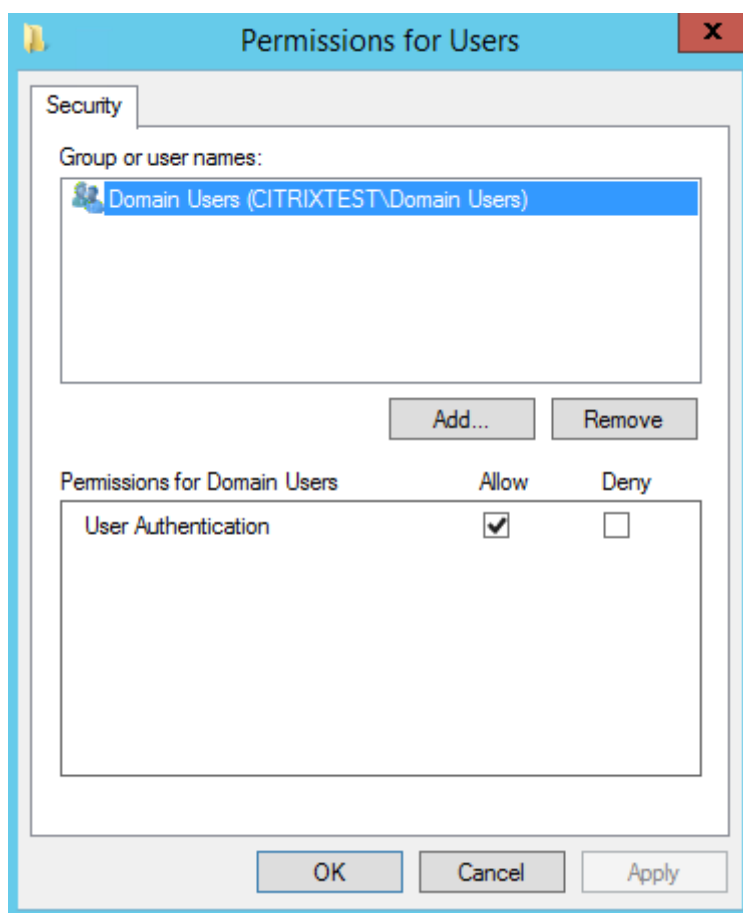 Permissions for Users
Security
Group or user names:
Domain Users (CITRIXTEST\Domain Users)
Add... Remove
Permissions for Domain Users Allow Deny
User Authentication
OK Cancel Apply